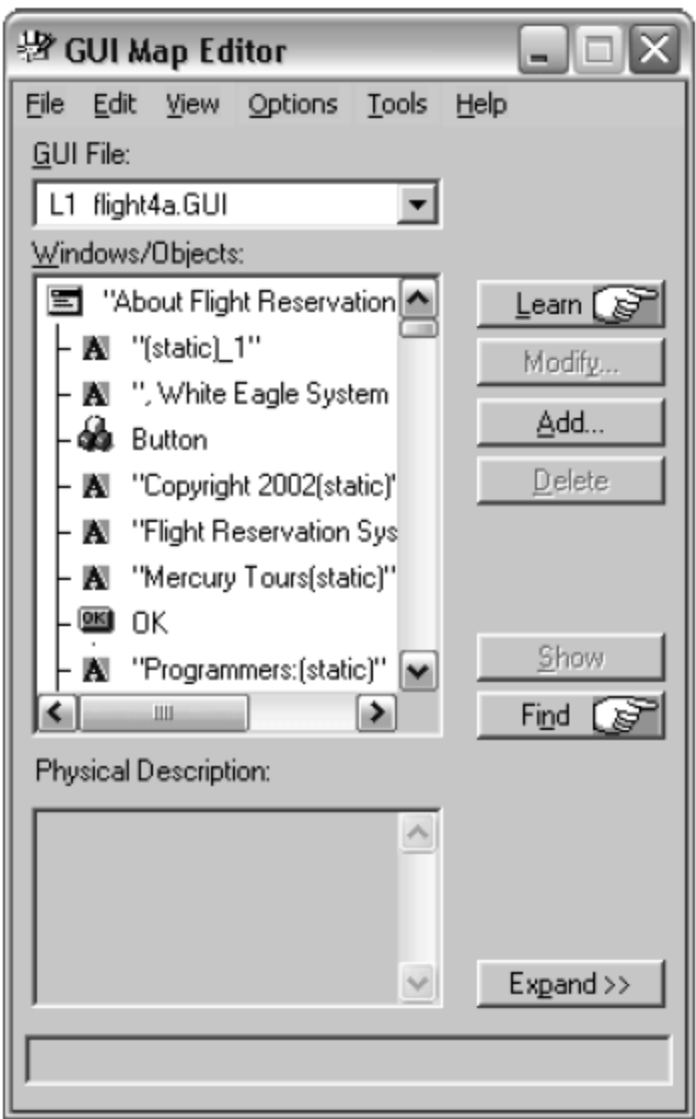 GUI Map Editor
File Edit View Options Tools Help
GUI File:
L1 flight4a.GUI
Windows/Objects:
"About Flight Reservation
"(static)_1"
", White Eagle System
Button
"Copyright 2002(static)"
"Flight Reservation Sys
"Mercury Tours(static)"
OK
OK
"Programmers:(static)"
Learn
Modify...
Add...
Delete
Show
Find
Physical Description:
Expand >>